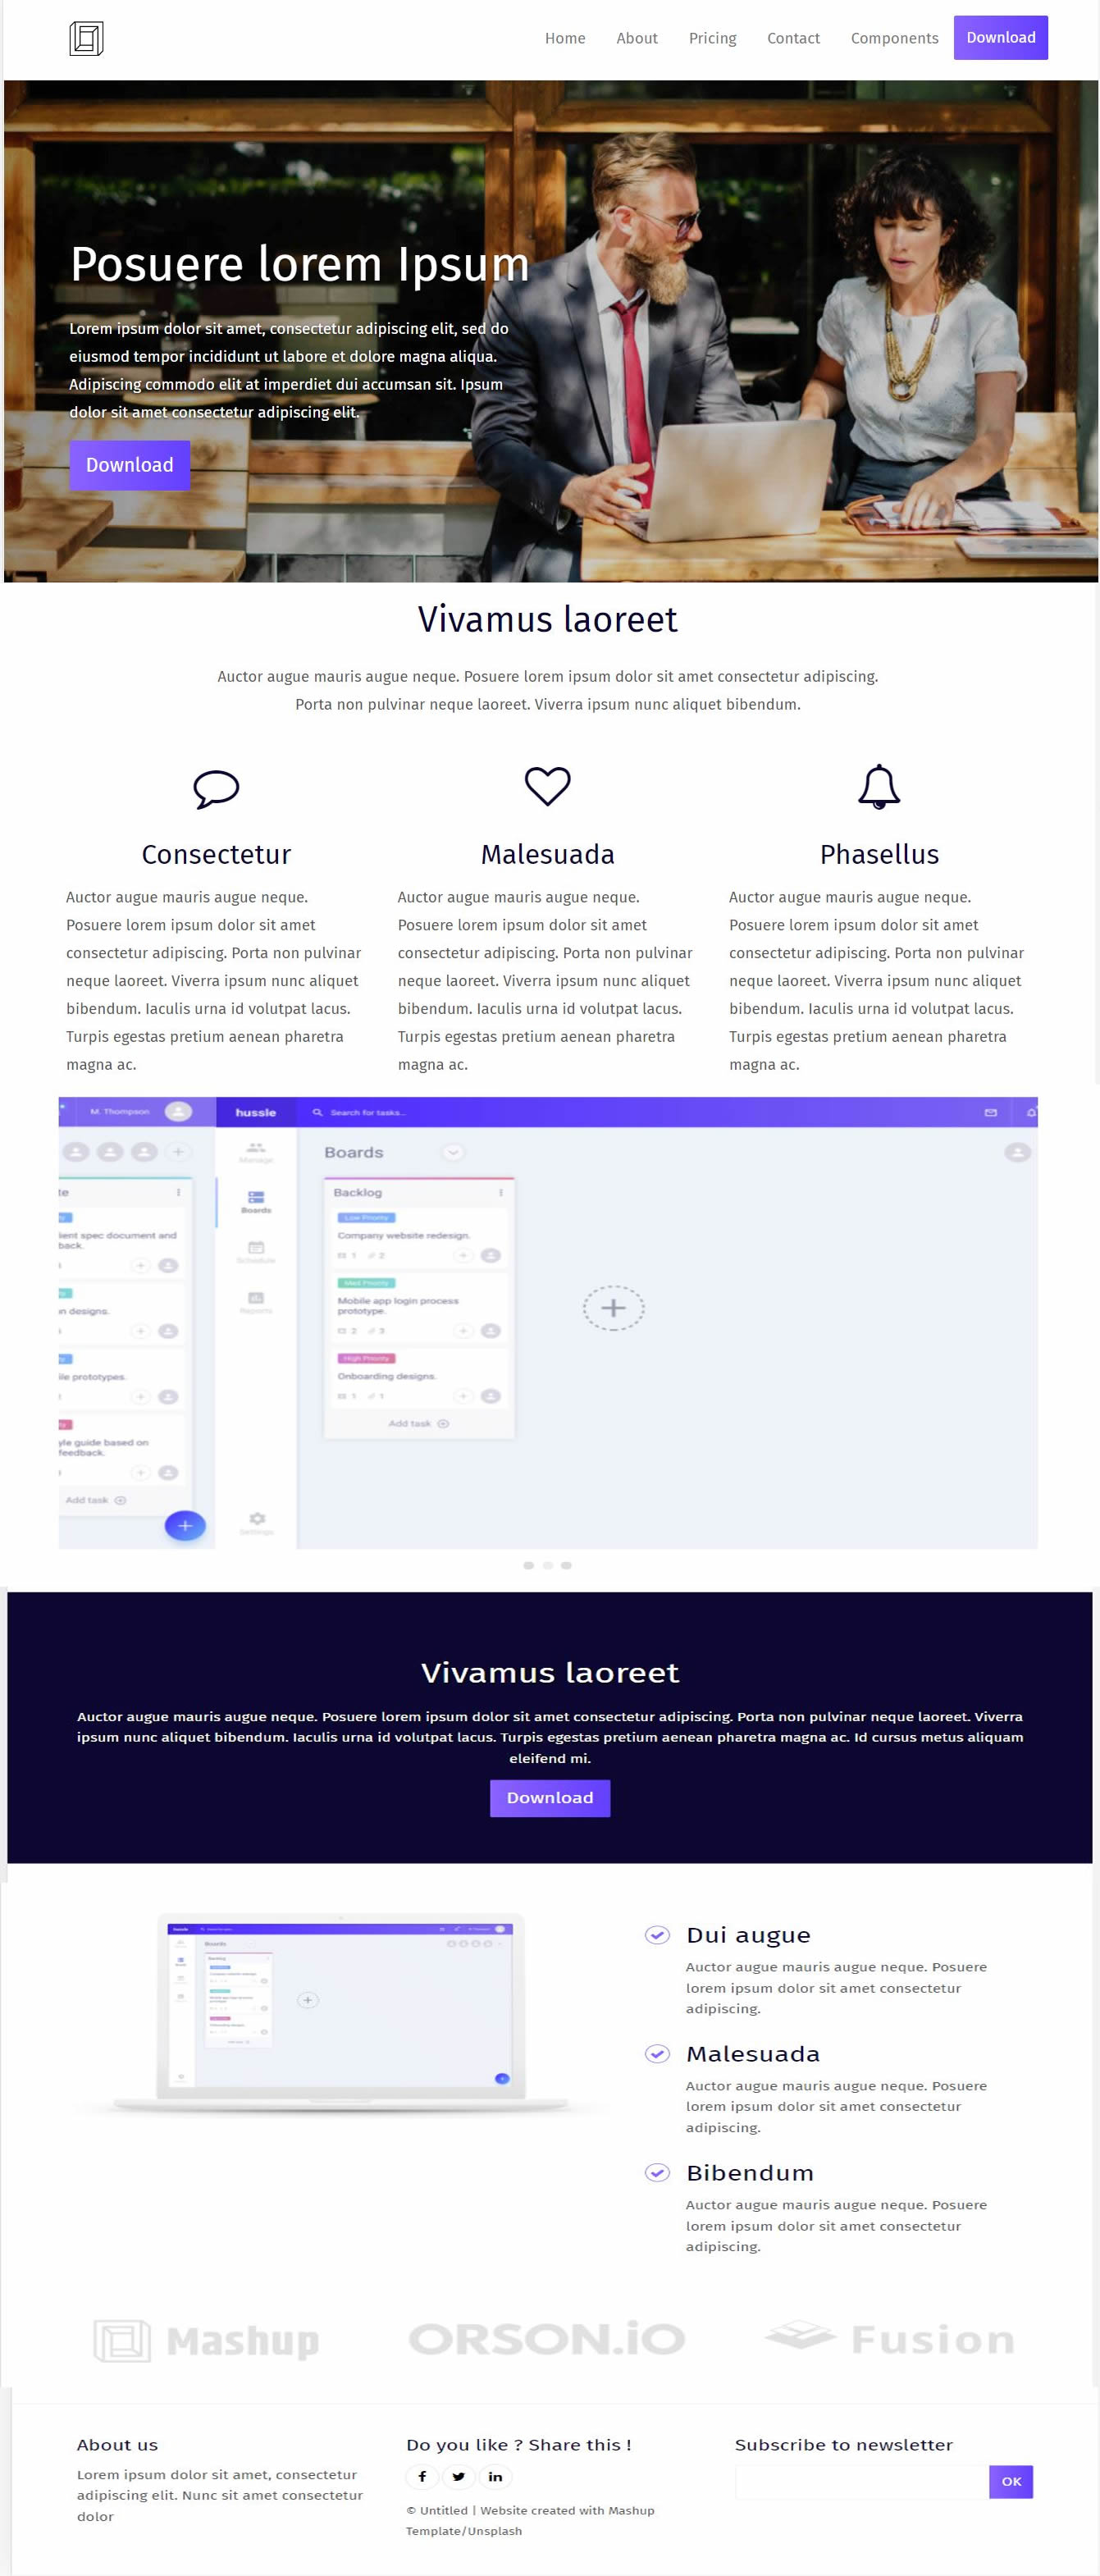 Home About Pricing Contact Components Download
Posuere lorem Ipsum
Lorem ipsum dolor sit amet, consectetur adipiscing elit, sed do
eiusmod tempor incididunt ut labore et dolore magna aliqua.
Adipiscing commodo elit at imperdiet dui accumsan sit. Ipsum
dolor sit amet consectetur adipiscing elit.
Download
Vivamus laoreet
Auctor augue mauris augue neque. Posuere lorem ipsum dolor sit amet consectetur adipiscing.
Porta non pulvinar neque laoreet. Viverra ipsum nunc aliquet bibendum.
Consectetur
Auctor augue mauris augue neque.
Posuere lorem ipsum dolor sit amet
consectetur adipiscing. Porta non pulvinar
neque laoreet. Viverra ipsum nunc aliquet
bibendum. Iaculis urna id volutpat lacus.
Turpis egestas pretium aenean pharetra
magna ac.
Malesuada
Auctor augue mauris augue neque.
Posuere lorem ipsum dolor sit amet
consectetur adipiscing. Porta non pulvinar
neque laoreet. Viverra ipsum nunc aliquet
bibendum. Iaculis urna id volutpat lacus.
Turpis egestas pretium aenean pharetra
magna ac.
Phasellus
Auctor augue mauris augue neque.
Posuere lorem ipsum dolor sit amet
consectetur adipiscing. Porta non pulvinar
neque laoreet. Viverra ipsum nunc aliquet
bibendum. Iaculis urna id volutpat lacus.
Turpis egestas pretium aenean pharetra
magna ac.
M. Thompson
hussle
Search for tasks...
te
ient spec document and
back.
n designs.
ile prototypes.
yle guide based on
feedback.
Add task
Manage
Boards
Schedule
Reports
Settings
Boards
Backlog
Low Priority
Company website redesign.
1 2
Med Priority
Mobile app login process
prototype.
2 3
High Priority
Onboarding designs.
1 1
Add task
Vivamus laoreet
Auctor augue mauris augue neque. Posuere lorem ipsum dolor sit amet consectetur adipiscing. Porta non pulvinar neque laoreet. Viverra
ipsum nunc aliquet bibendum. Iaculis urna id volutpat lacus. Turpis egestas pretium aenean pharetra magna ac. Id cursus metus aliquam
eleifend mi.
Download
hussle
Boards
Backlog
Dui augue
Auctor augue mauris augue neque. Posuere
lorem ipsum dolor sit amet consectetur
adipiscing.
Malesuada
Auctor augue mauris augue neque. Posuere
lorem ipsum dolor sit amet consectetur
adipiscing.
Bibendum
Auctor augue mauris augue neque. Posuere
lorem ipsum dolor sit amet consectetur
adipiscing.
Mashup
ORSON.iO
Fusion
About us
Lorem ipsum dolor sit amet, consectetur
adipiscing elit. Nunc sit amet consectetur
dolor
Do you like ? Share this !
© Untitled | Website created with Mashup
Template/Unsplash
Subscribe to newsletter
OK